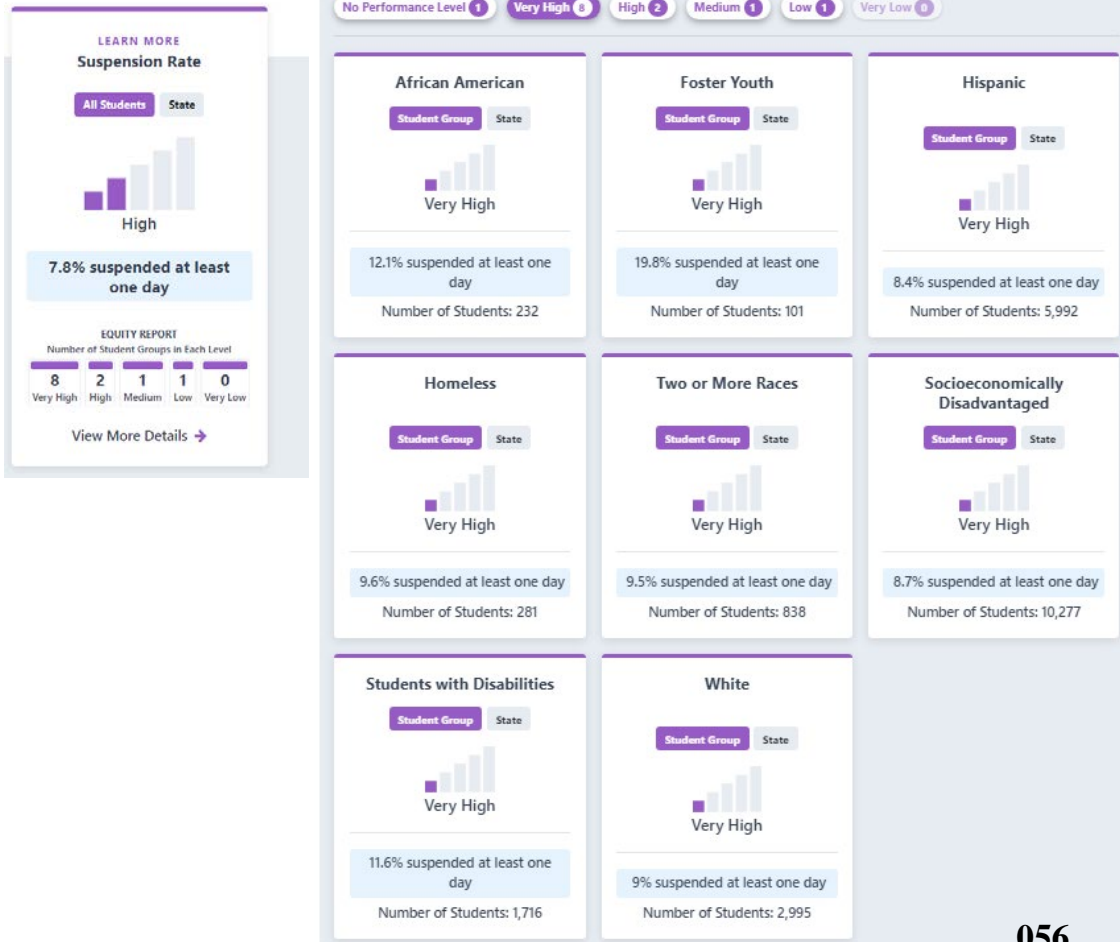 LEARN MORE
Suspension Rate
All Students State
High
7.8% suspended at least
one day
EQUITY REPORT
Number of Student Groups in Each Level
8 2 1 1 0
Very High High Medium Low Very Low
View More Details →
No Performance Level 1 Very High 8 High 2 Medium 1 Low 1 Very Low 0
African American
Student Group State
Very High
12.1% suspended at least one
day
Number of Students: 232
Foster Youth
Student Group State
Very High
19.8% suspended at least one
day
Number of Students: 101
Hispanic
Student Group State
Very High
8.4% suspended at least one day
Number of Students: 5,992
Homeless
Student Group State
Very High
9.6% suspended at least one day
Number of Students: 281
Two or More Races
Student Group State
Very High
9.5% suspended at least one day
Number of Students: 838
Socioeconomically
Disadvantaged
Student Group State
Very High
8.7% suspended at least one day
Number of Students: 10,277
Students with Disabilities
Student Group State
Very High
11.6% suspended at least one
day
Number of Students: 1,716
White
Student Group State
Very High
9% suspended at least one day
Number of Students: 2,995
056